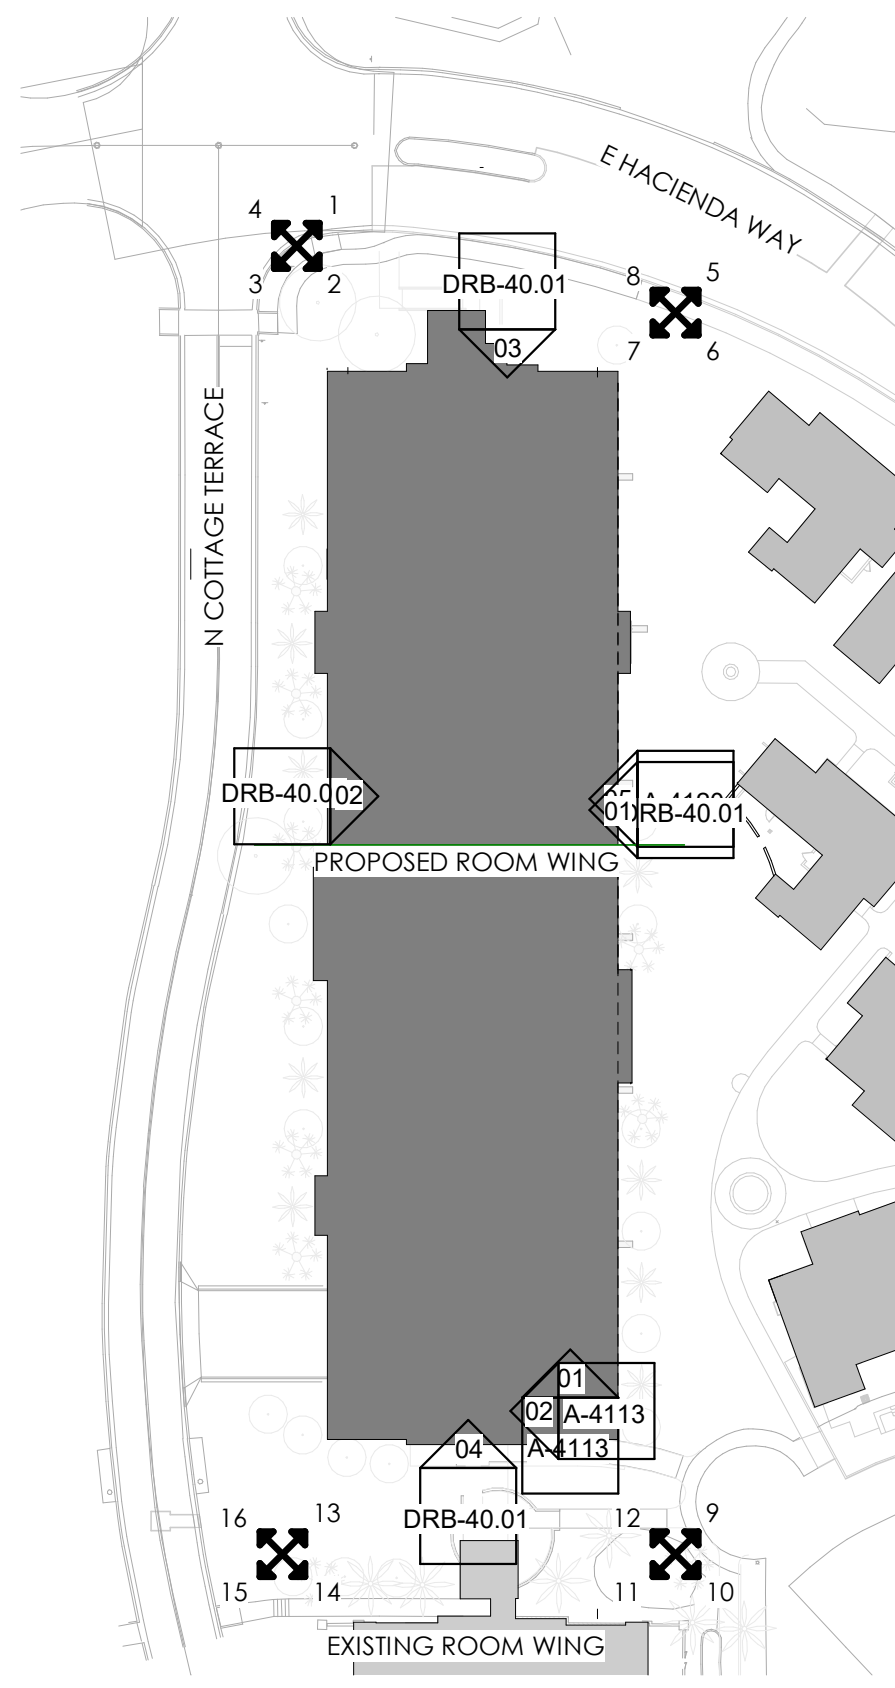 E HACIENDA WAY
4 1
3 2
DRB-40.01
03
8 5
7 6
N COTTAGE TERRACE
DRB-40.0
02
01
DRB-40.01
PROPOSED ROOM WING
01
02
A-4113
A-4113
04
DRB-40.01
16 13
15 14
12 9
11 10
EXISTING ROOM WING